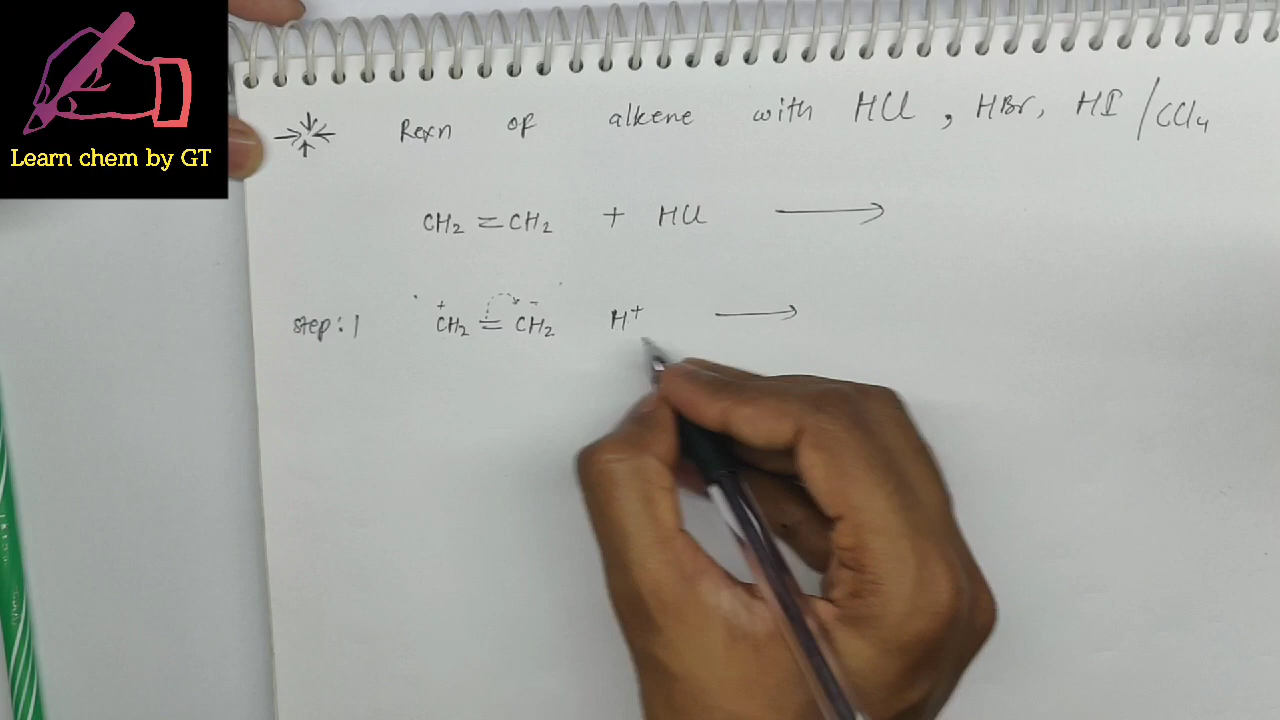 Learn chem by GT
Rexn of alkene with HCl, HBr, HI / CCl4
CH2 = CH2 + HCl ⟶
step: 1 +CH2 = -CH2 H+ ⟶